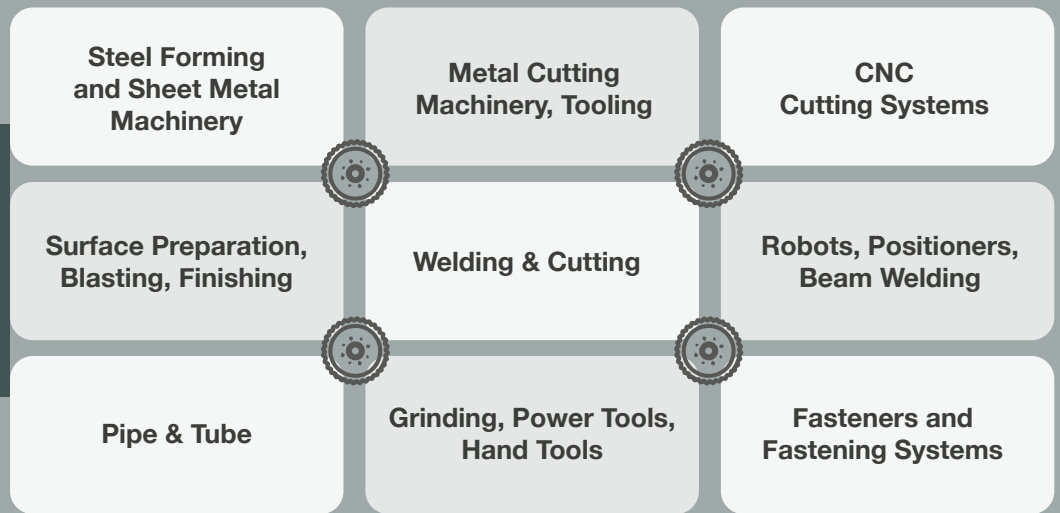 Steel Forming
and Sheet Metal
Machinery
Metal Cutting
Machinery, Tooling
CNC
Cutting Systems
Surface Preparation,
Blasting, Finishing
Welding & Cutting
Robots, Positioners,
Beam Welding
Pipe & Tube
Grinding, Power Tools,
Hand Tools
Fasteners and
Fastening Systems